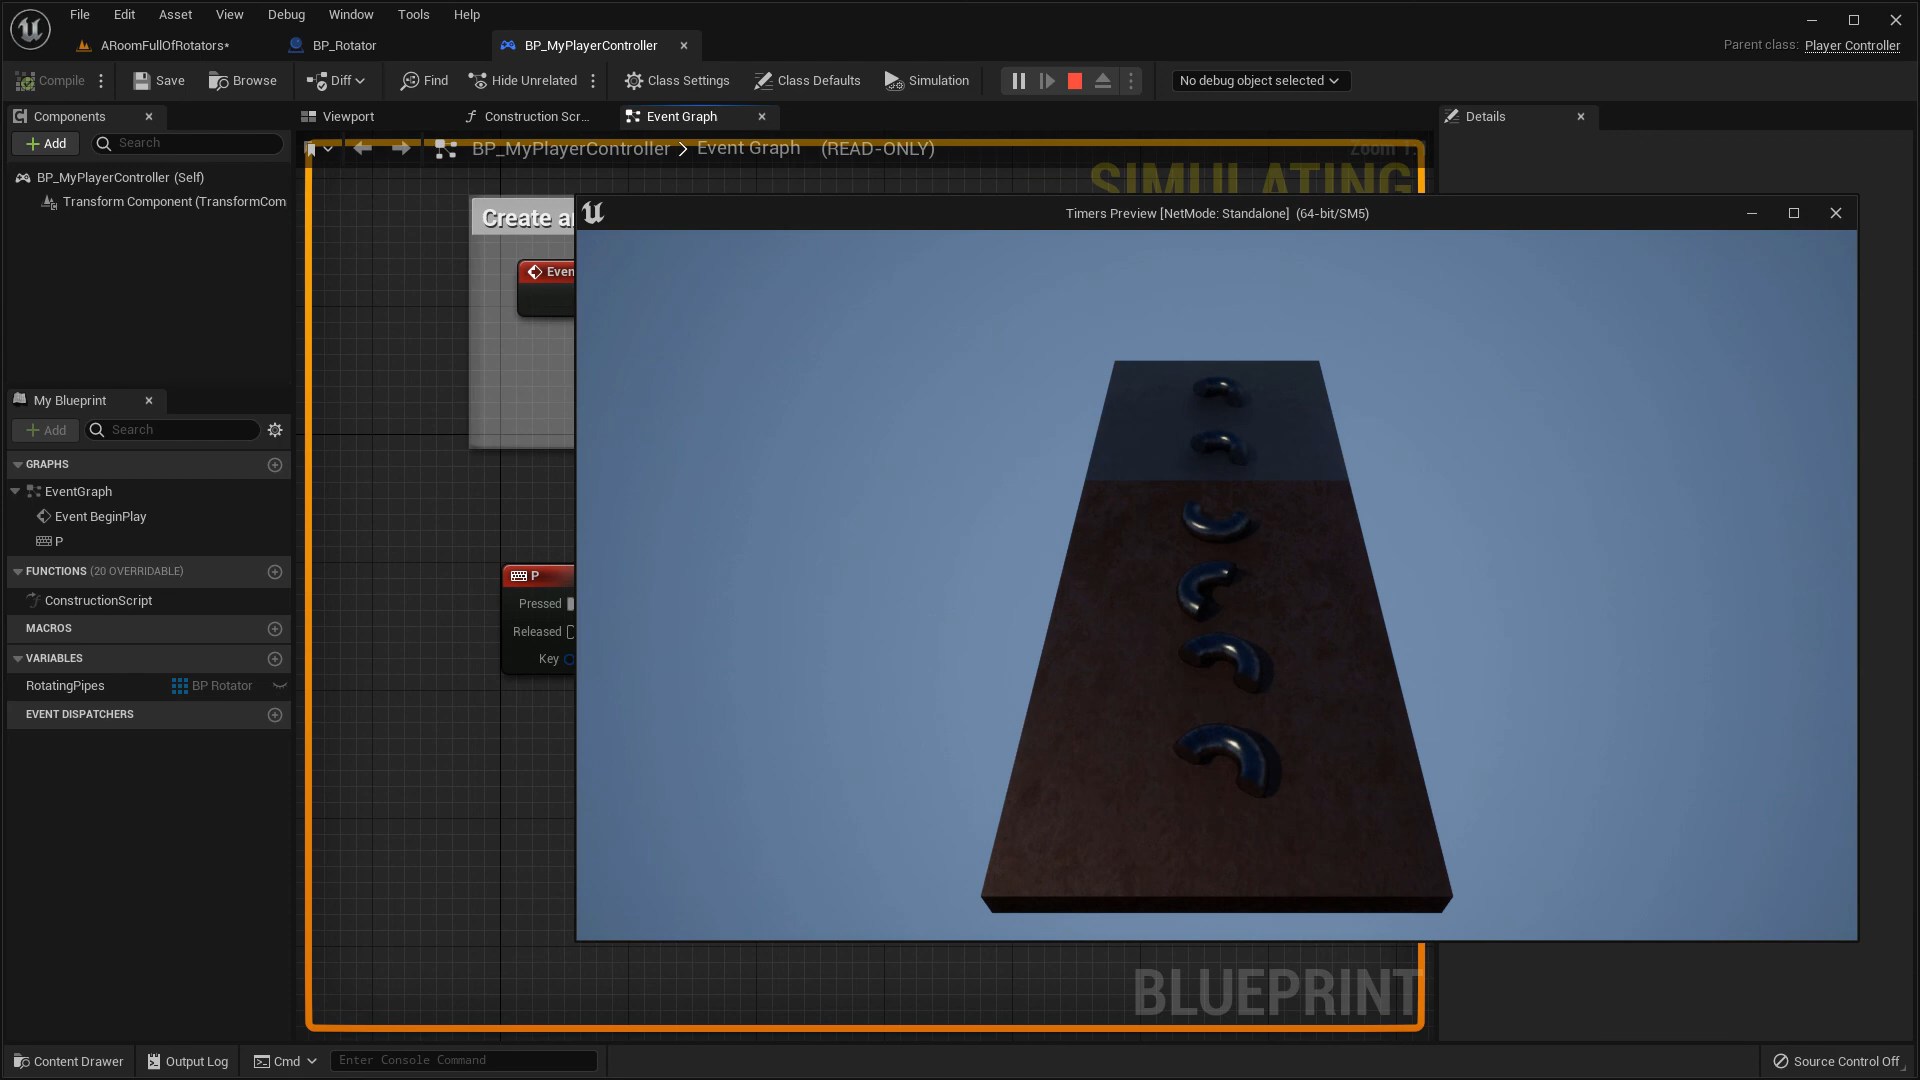 File Edit Asset View Debug Window Tools Help
ARoomFullOfRotators* BP_Rotator BP_MyPlayerController
Parent class: Player Controller
Compile Save Browse Diff Find Hide Unrelated Class Settings Class Defaults Simulation No debug object selected
Components Viewport Construction Scr... Event Graph Details
+ Add Search
BP_MyPlayerController > Event Graph (READ-ONLY)
SIMULATING
BP_MyPlayerController (Self)
Transform Component (TransformCom
Create
Timers Preview [NetMode: Standalone] (64-bit/SM5)
Even
My Blueprint
+ Add Search
GRAPHS
EventGraph
Event BeginPlay
P
FUNCTIONS (20 OVERRIDABLE)
ConstructionScript
MACROS
VARIABLES
RotatingPipes BP Rotator
EVENT DISPATCHERS
P
Pressed
Released
Key
BLUEPRINT
Content Drawer Output Log Cmd Enter Console Command Source Control Off